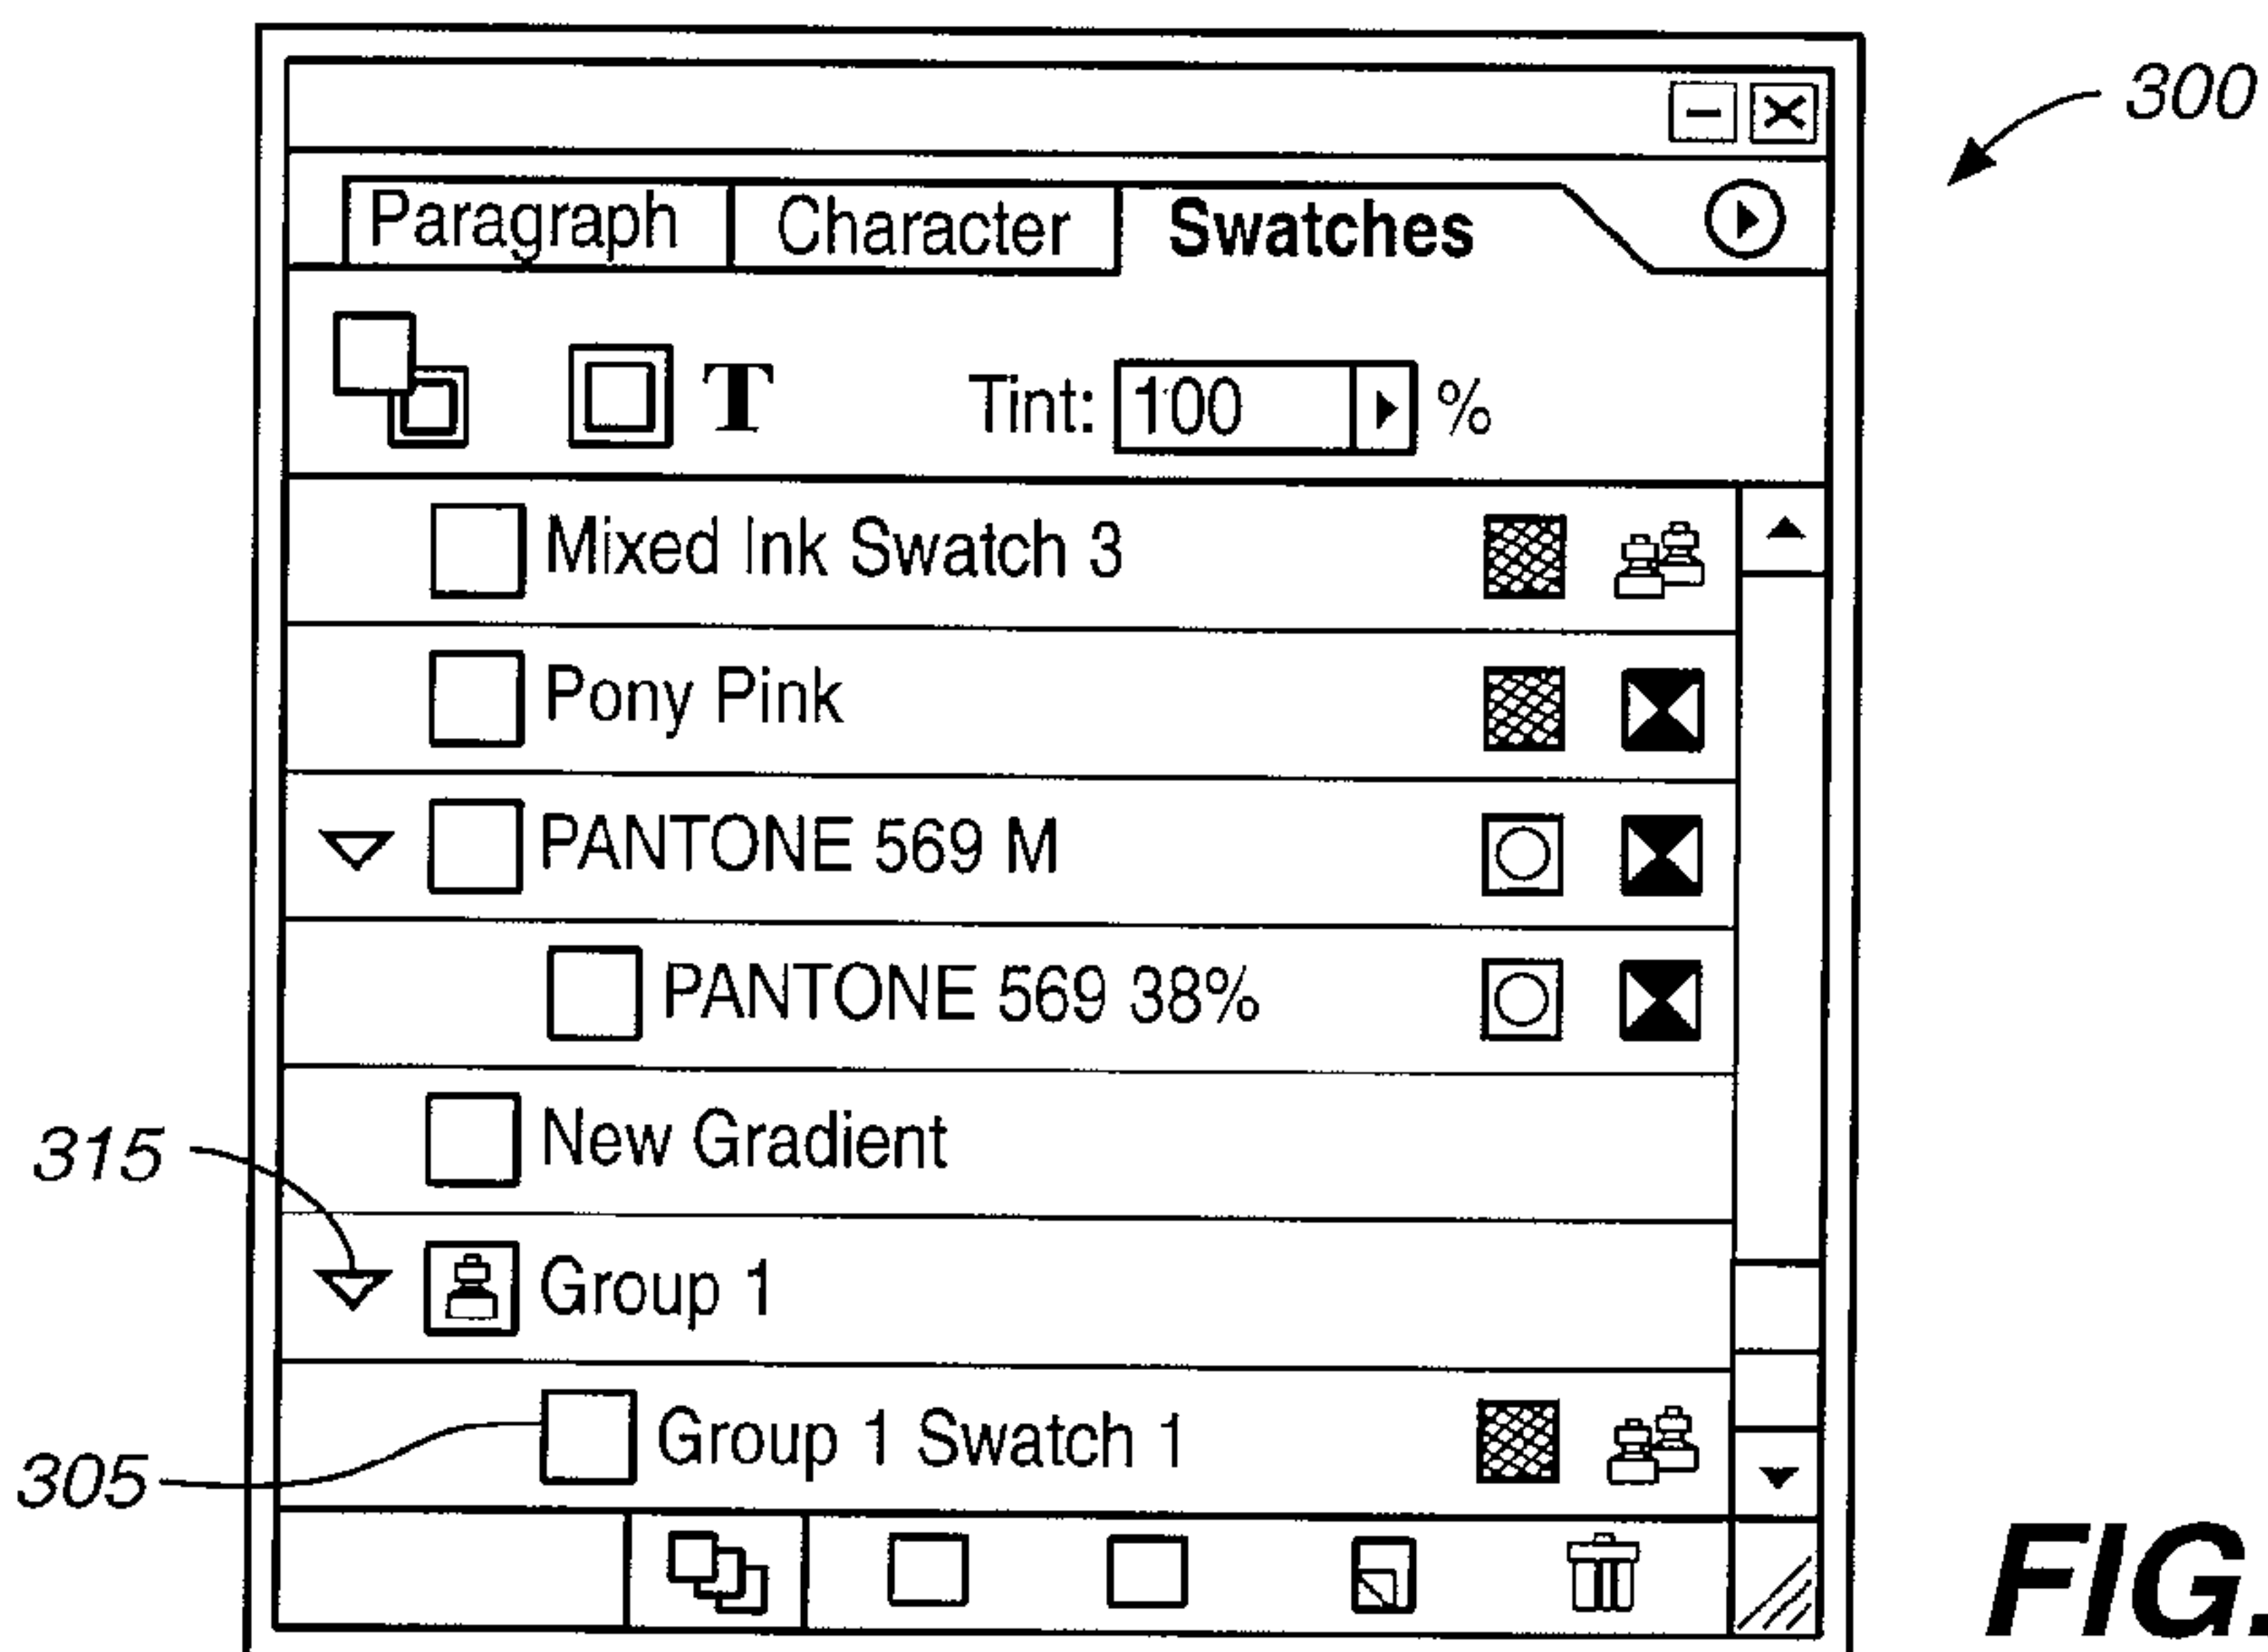 300
Paragraph Character Swatches
T Tint: 100 %
Mixed Ink Swatch 3
Pony Pink
PANTONE 569 M
PANTONE 569 38%
New Gradient
315
Group 1
Group 1 Swatch 1
305
FIG.